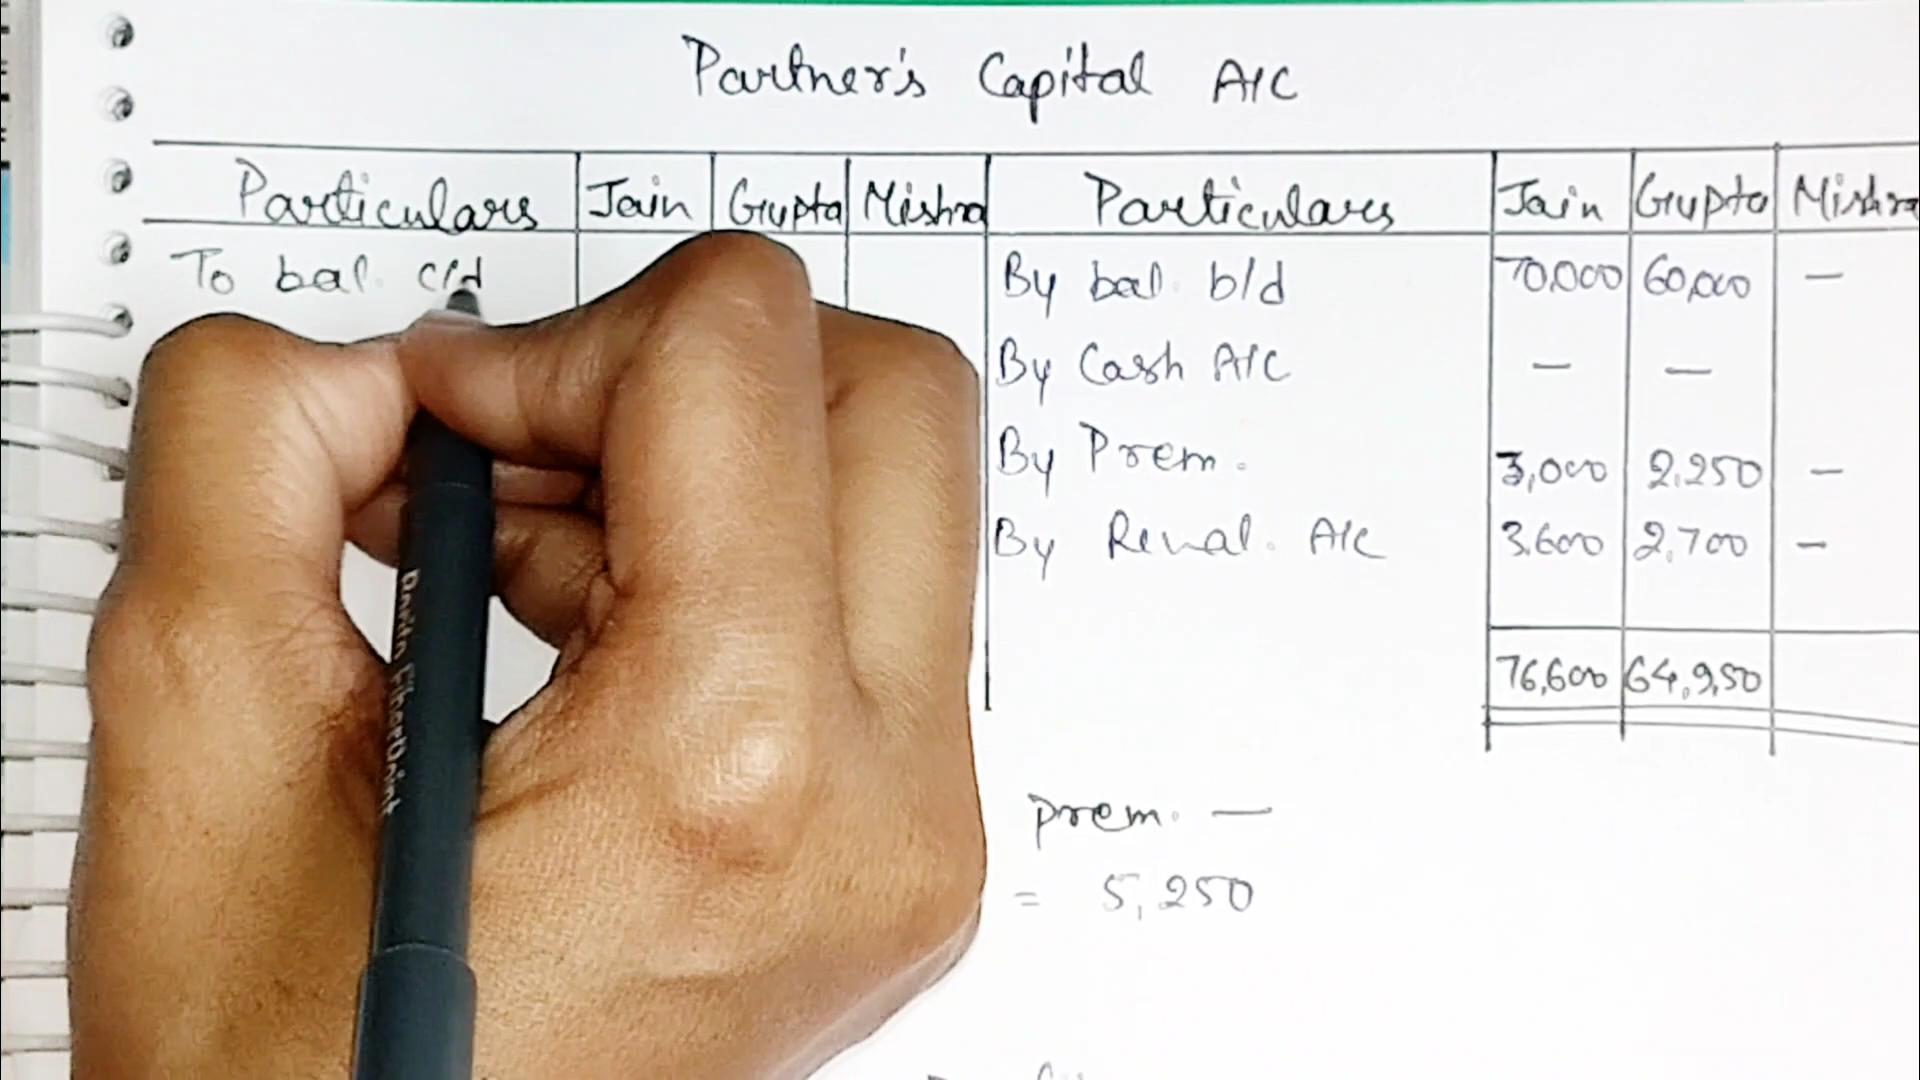 Partner's Capital A/C
Particulars Jain Gupta Mishra Particulars Jain Gupta Mishra
To bal. c/d By bal. b/d 70,000 60,000 —
By Cash A/C — —
By Prem. 3,000 2,250 —
By Reval. A/C 3,600 2,700 —
76,600 64,950
prem. —
= 5,250